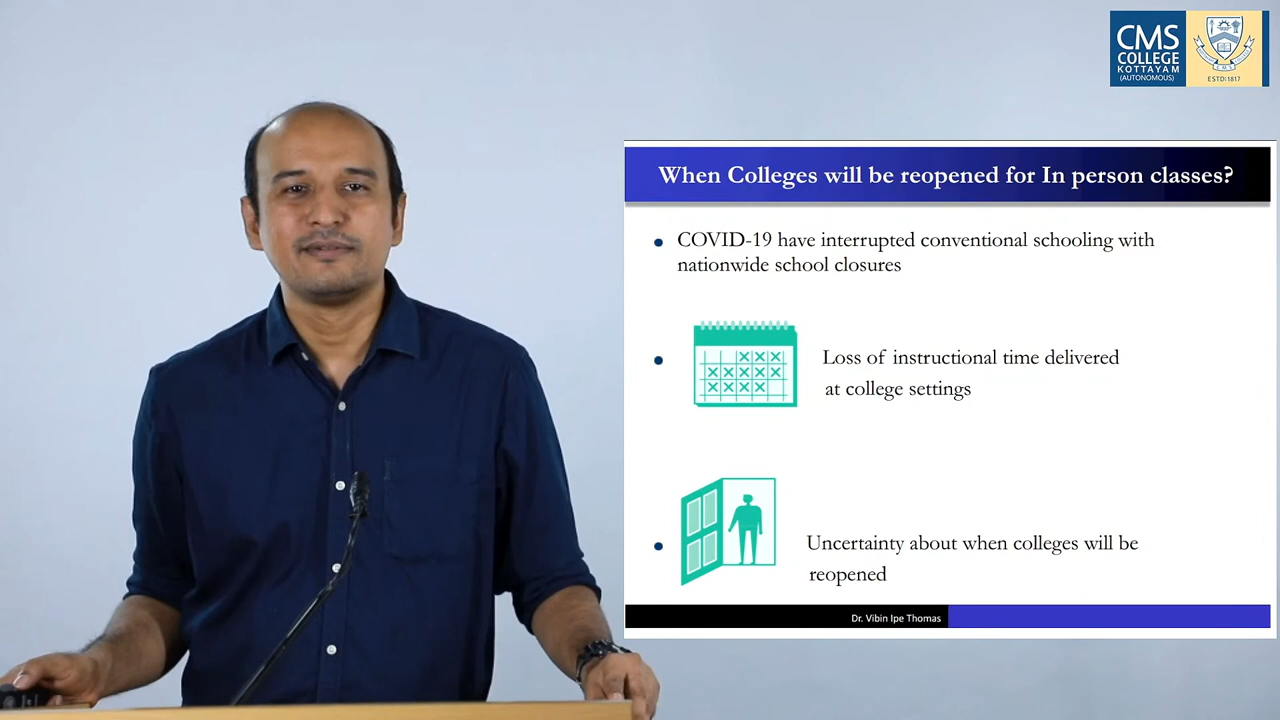 CMS
COLLEGE
KOTTAYAM
(AUTONOMOUS)
ESTD:1817
When Colleges will be reopened for In person classes?
COVID-19 have interrupted conventional schooling with
nationwide school closures
Loss of instructional time delivered
at college settings
Uncertainty about when colleges will be
reopened
Dr. Vibin Ipe Thomas